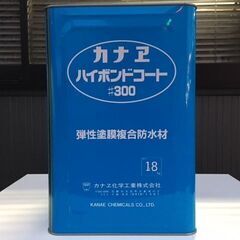 カナヱ
ハイボンドコート
#300
弾性塗膜複合防水材
18
カナヱ化学工業株式会社
KANAE CHEMICALS CO., LTD.